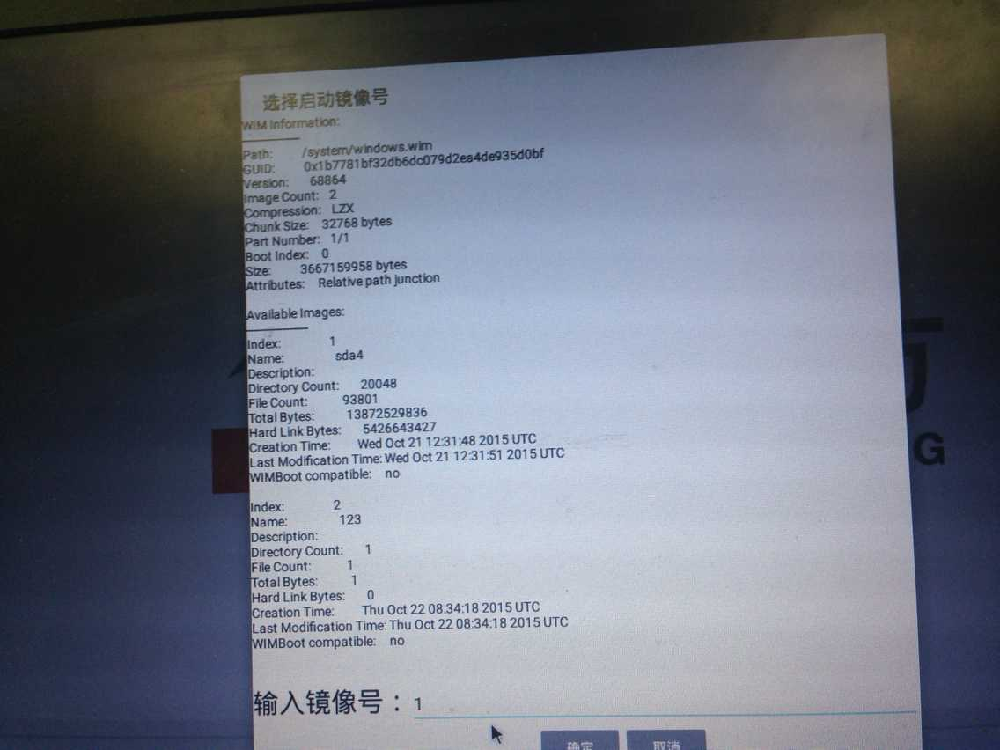 选择启动镜像号
WIM Information:
Path: /system/windows.wim
GUID: 0x1b7781bf32db6dc079d2ea4de935d0bf
Version: 68864
Image Count: 2
Compression: LZX
Chunk Size: 32768 bytes
Part Number: 1/1
Boot Index: 0
Size: 3667159958 bytes
Attributes: Relative path junction
Available Images:
Index: 1
Name: sda4
Description:
Directory Count: 20048
File Count: 93801
Total Bytes: 13872529836
Hard Link Bytes: 5426643427
Creation Time: Wed Oct 21 12:31:48 2015 UTC
Last Modification Time: Wed Oct 21 12:31:51 2015 UTC
WIMBoot compatible: no
Index: 2
Name: 123
Description:
Directory Count: 1
File Count: 1
Total Bytes: 1
Hard Link Bytes: 0
Creation Time: Thu Oct 22 08:34:18 2015 UTC
Last Modification Time: Thu Oct 22 08:34:18 2015 UTC
WIMBoot compatible: no
G
输入镜像号：1
确定 取消